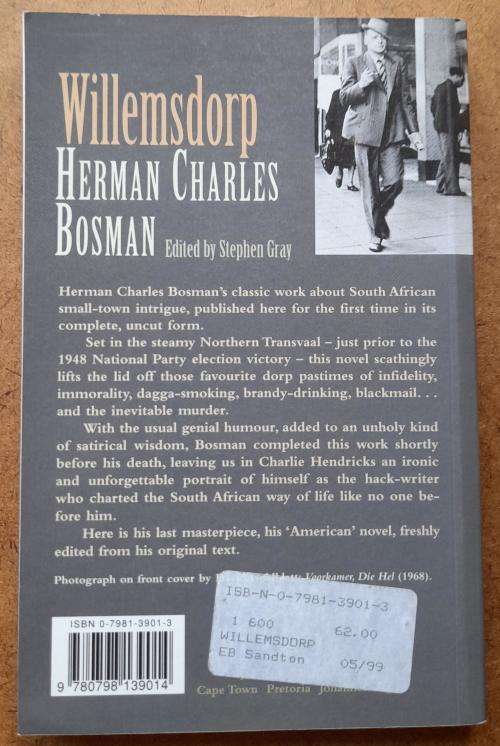 Willemsdorp
HERMAN CHARLES
BOSMAN Edited by Stephen Gray
Herman Charles Bosman's classic work about South African
small-town intrigue, published here for the first time in its
complete, uncut form.
Set in the steamy Northern Transvaal – just prior to the
1948 National Party election victory – this novel scathingly
lifts the lid off those favourite dorp pastimes of infidelity,
immorality, dagga-smoking, brandy-drinking, blackmail. . .
and the inevitable murder.
With the usual genial humour, added to an unholy kind
of satirical wisdom, Bosman completed this work shortly
before his death, leaving us in Charlie Hendricks an ironic
and unforgettable portrait of himself as the hack-writer
who charted the South African way of life like no one be-
fore him.
Here is his last masterpiece, his 'American' novel, freshly
edited from his original text.
Photograph on front cover by Voorkamer, Die Hel (1968).
ISBN 0-7981-3901-3
9 780798 139014
ISB-N-0-7981-3901-3
1 600 62.00
WILLEMSDORP
EB Sandton 05/99
Cape Town Pretoria